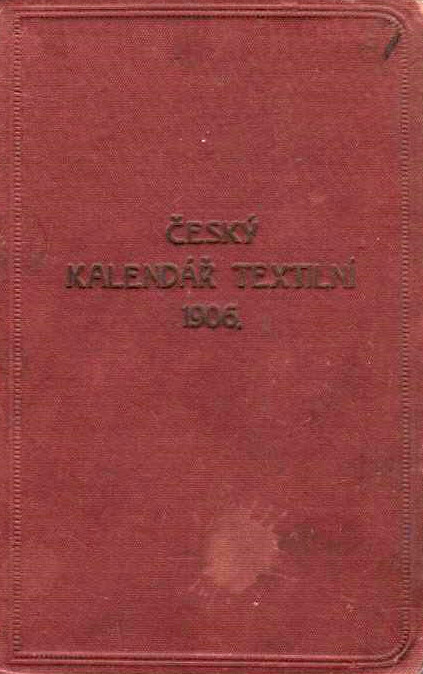 ČESKÝ
KALENDÁŘ TEXTILNÍ
1906.